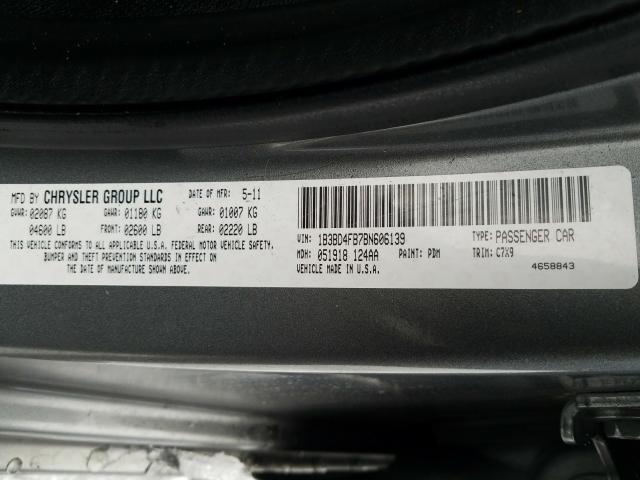 MFD BY CHRYSLER GROUP LLC DATE OF MFR: 5-11
GVWR: 02087 KG GAWR: 01180 KG GAWR: 01007 KG
04600 LB FRONT: 02600 LB REAR: 02220 LB
THIS VEHICLE CONFORMS TO ALL APPLICABLE U.S.A. FEDERAL MOTOR VEHICLE SAFETY,
BUMPER AND THEFT PREVENTION STANDARDS IN EFFECT ON THE
DATE OF MANUFACTURE SHOWN ABOVE.
VIN: 1B3BD4FB7BN606139 TYPE: PASSENGER CAR
MDH: 051918 124AA PAINT: PDM TRIM: C7X9
VEHICLE MADE IN U.S.A. 4658843